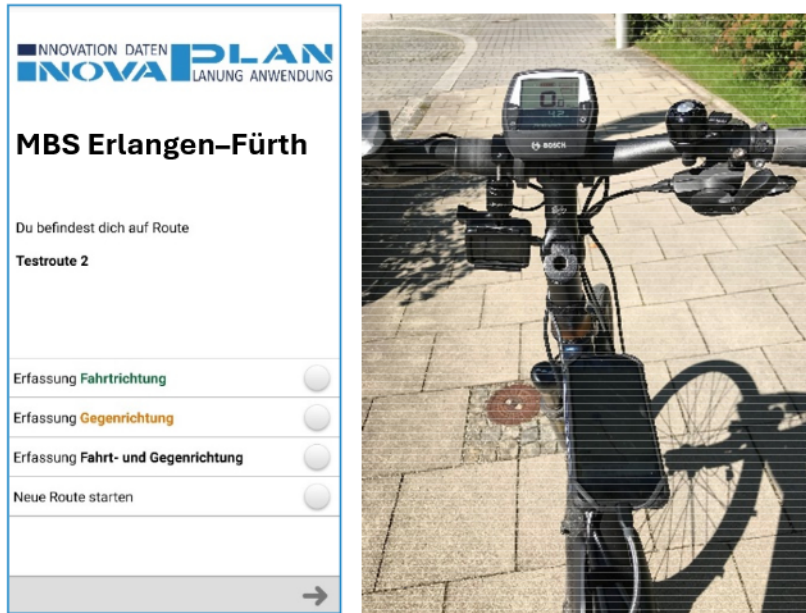 INNOVATION DATEN PLAN
INOVA LANUNG ANWENDUNG
MBS Erlangen–Fürth
Du befindest dich auf Route
Testroute 2
Erfassung Fahrtrichtung
Erfassung Gegenrichtung
Erfassung Fahrt- und Gegenrichtung
Neue Route starten
BOSCH